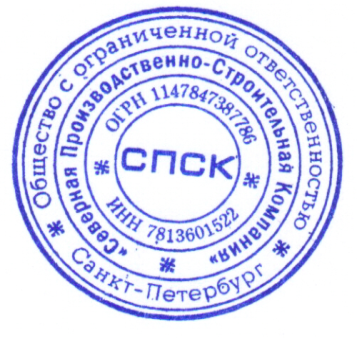 Общество с ограниченной ответственностью
Санкт-Петербург
«Северная Производственно-Строительная Компания»
ОГРН 1147847387786
ИНН 7813601522
СПСК